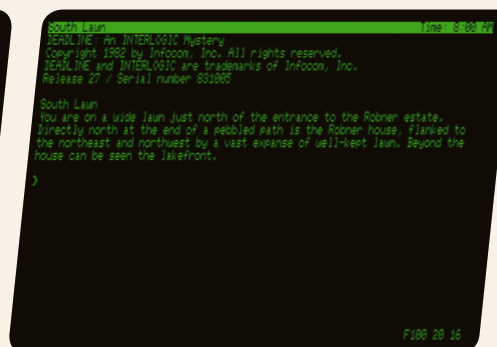 South Lawn Time: 8:00 AM
DEADLINE: An INTERLOGIC Mystery
Copyright 1982 by Infocom, Inc. All rights reserved.
DEADLINE and INTERLOGIC are trademarks of Infocom, Inc.
Release 27 / Serial number 831005

South Lawn
You are on a wide lawn just north of the entrance to the Robner estate.
Directly north at the end of a pebbled path is the Robner house, flanked to
the northeast and northwest by a vast expanse of well-kept lawn. Beyond the
house can be seen the lakefront.

>
F100 20 16